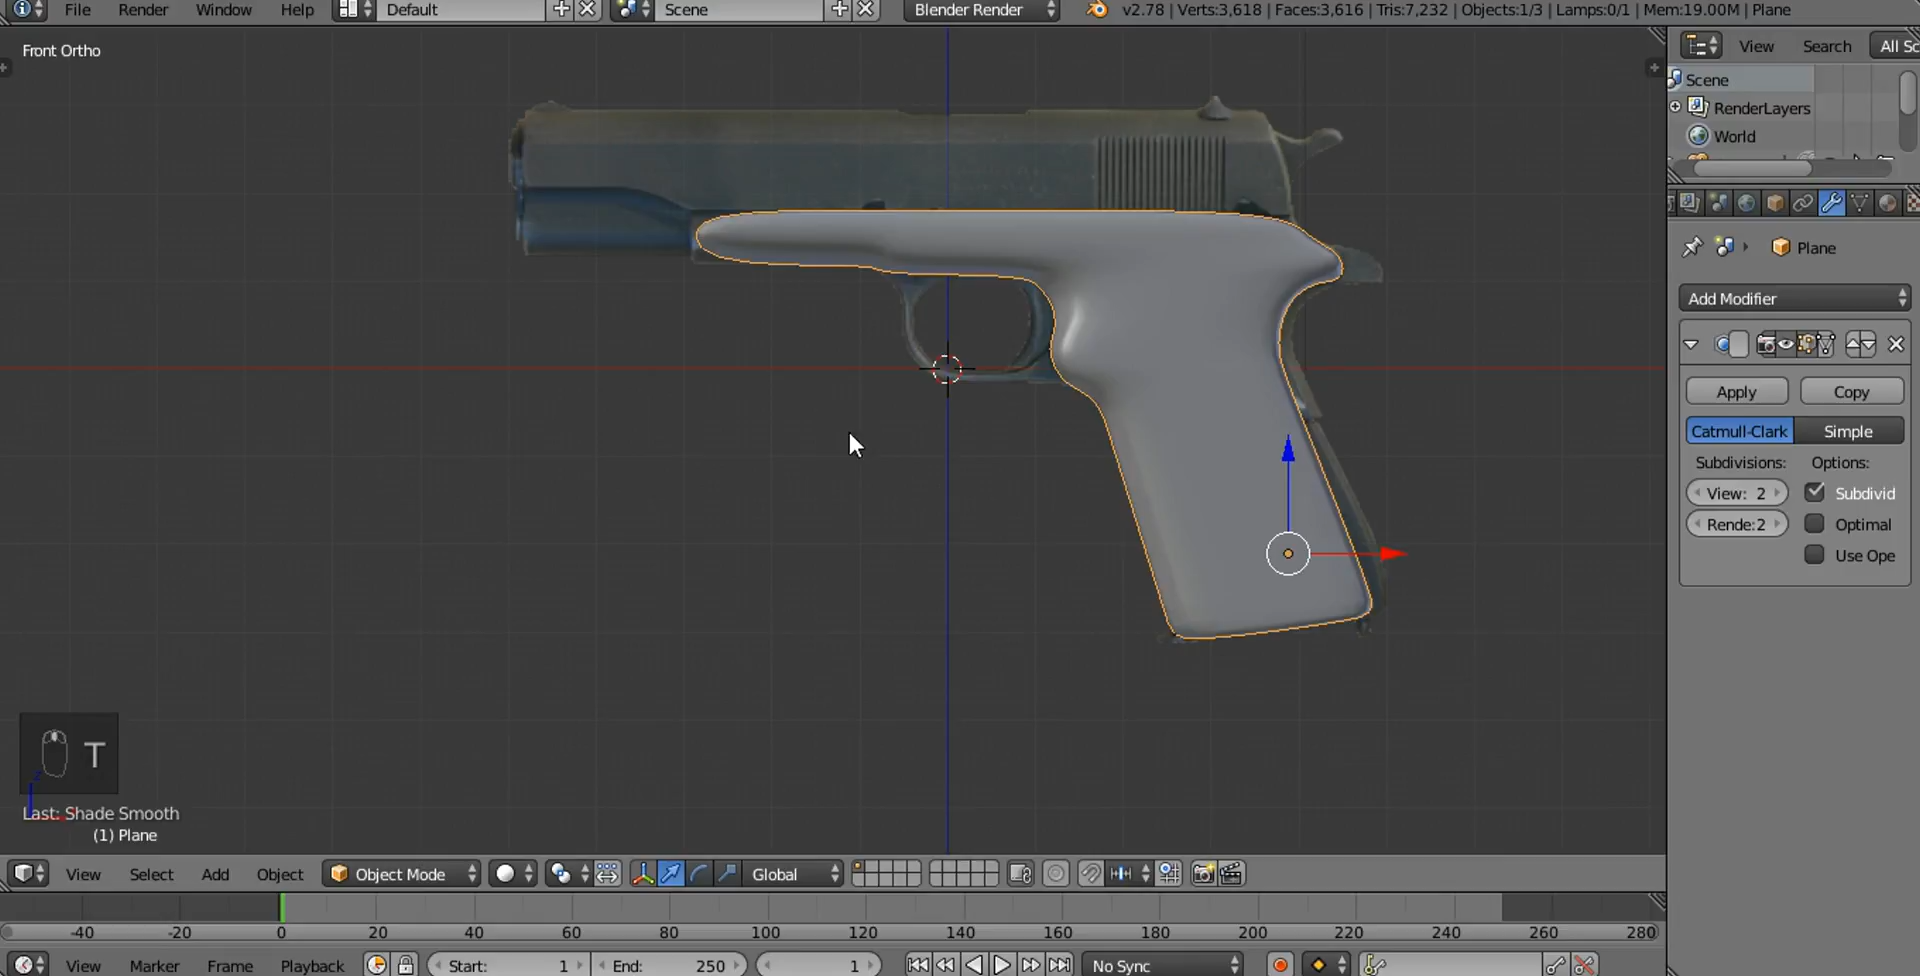 File Render Window Help Default Scene Blender Render v2.78 | Verts:3,618 | Faces:3,616 | Tris:7,232 | Objects:1/3 | Lamps:0/1 | Mem:19.00M | Plane
Front Ortho
View Search All Sc
Scene
RenderLayers
World
Plane
Add Modifier
Apply Copy
Catmull-Clark Simple
Subdivisions: Options:
View: 2 Subdivid
Rende:2 Optimal
Use Ope
T
Last: Shade Smooth
(1) Plane
View Select Add Object Object Mode Global
-40 -20 0 20 40 60 80 100 120 140 160 180 200 220 240 260 280
View Marker Frame Playback Start: 1 End: 250 1 No Sync